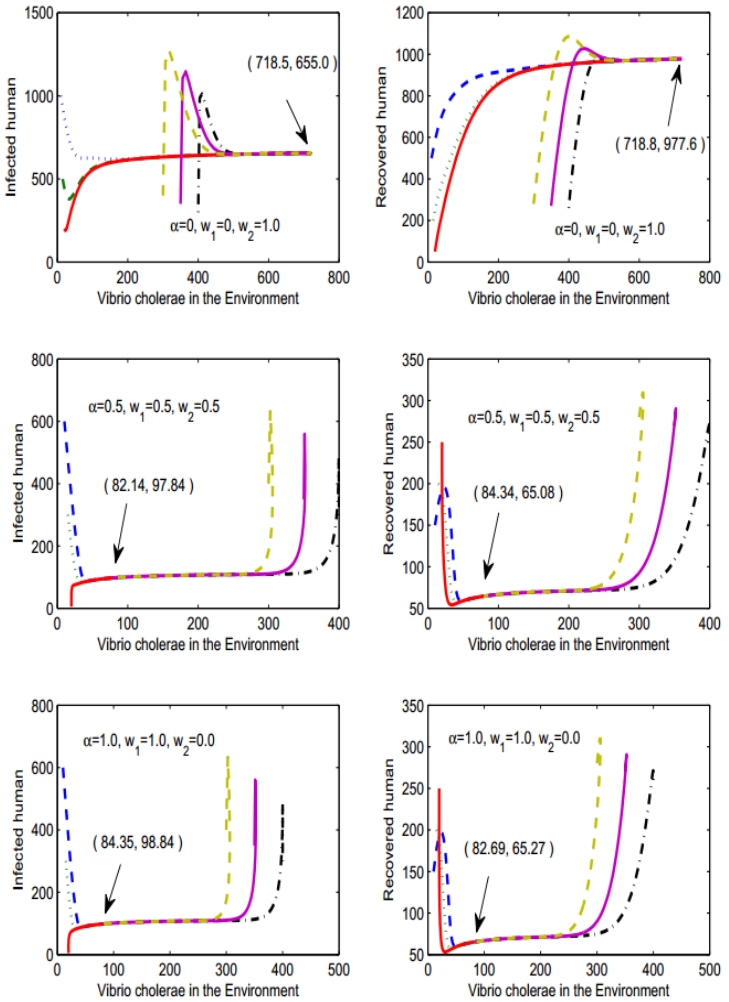 Infected human
1500
1000
500
0
0 200 400 600 800
( 718.5, 655.0 )
α=0, w₁=0, w₂=1.0
Vibrio cholerae in the Environment
Recovered human
1200
1000
800
600
400
200
0
0 200 400 600 800
( 718.8, 977.6 )
α=0, w₁=0, w₂=1.0
Vibrio cholerae in the Environment
Infected human
800
600
400
200
0
0 100 200 300 400
α=0.5, w₁=0.5, w₂=0.5
( 82.14, 97.84 )
Vibrio cholerae in the Environment
Recovered human
350
300
250
200
150
100
50
0 100 200 300 400
α=0.5, w₁=0.5, w₂=0.5
( 84.34, 65.08 )
Vibrio cholerae in the Environment
Infected human
800
600
400
200
0
0 100 200 300 400 500
α=1.0, w₁=1.0, w₂=0.0
( 84.35, 98.84 )
Vibrio cholerae in the Environment
Recovered human
350
300
250
200
150
100
50
0 100 200 300 400 500
α=1.0, w₁=1.0, w₂=0.0
( 82.69, 65.27 )
Vibrio cholerae in the Environment